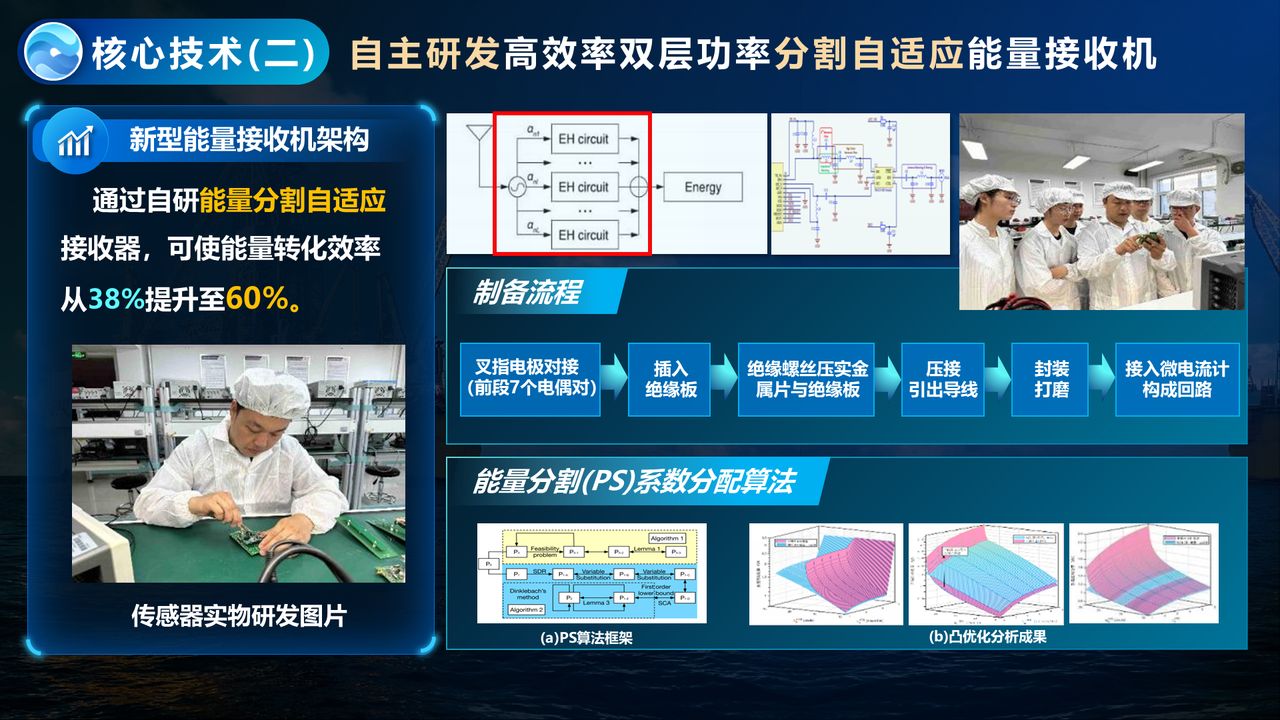 核心技术(二)
自主研发高效率双层功率分割自适应能量接收机
新型能量接收机架构
通过自研能量分割自适应
接收器，可使能量转化效率
从38%提升至60%。
传感器实物研发图片
EH circuit
...
EH circuit
...
EH circuit
Energy
制备流程
叉指电极对接
(前段7个电偶对)
插入
绝缘板
绝缘螺丝压实金
属片与绝缘板
压接
引出导线
封装
打磨
接入微电流计
构成回路
能量分割(PS)系数分配算法
Algorithm 1
Feasibility
problem
Lemma 1
SDR
Variable
Substitution
Variable
Substitution
Dinklebach's
method
First order
lower bound
Algorithm 2
Lemma 3
SCA
(a)PS算法框架
(b)凸优化分析成果